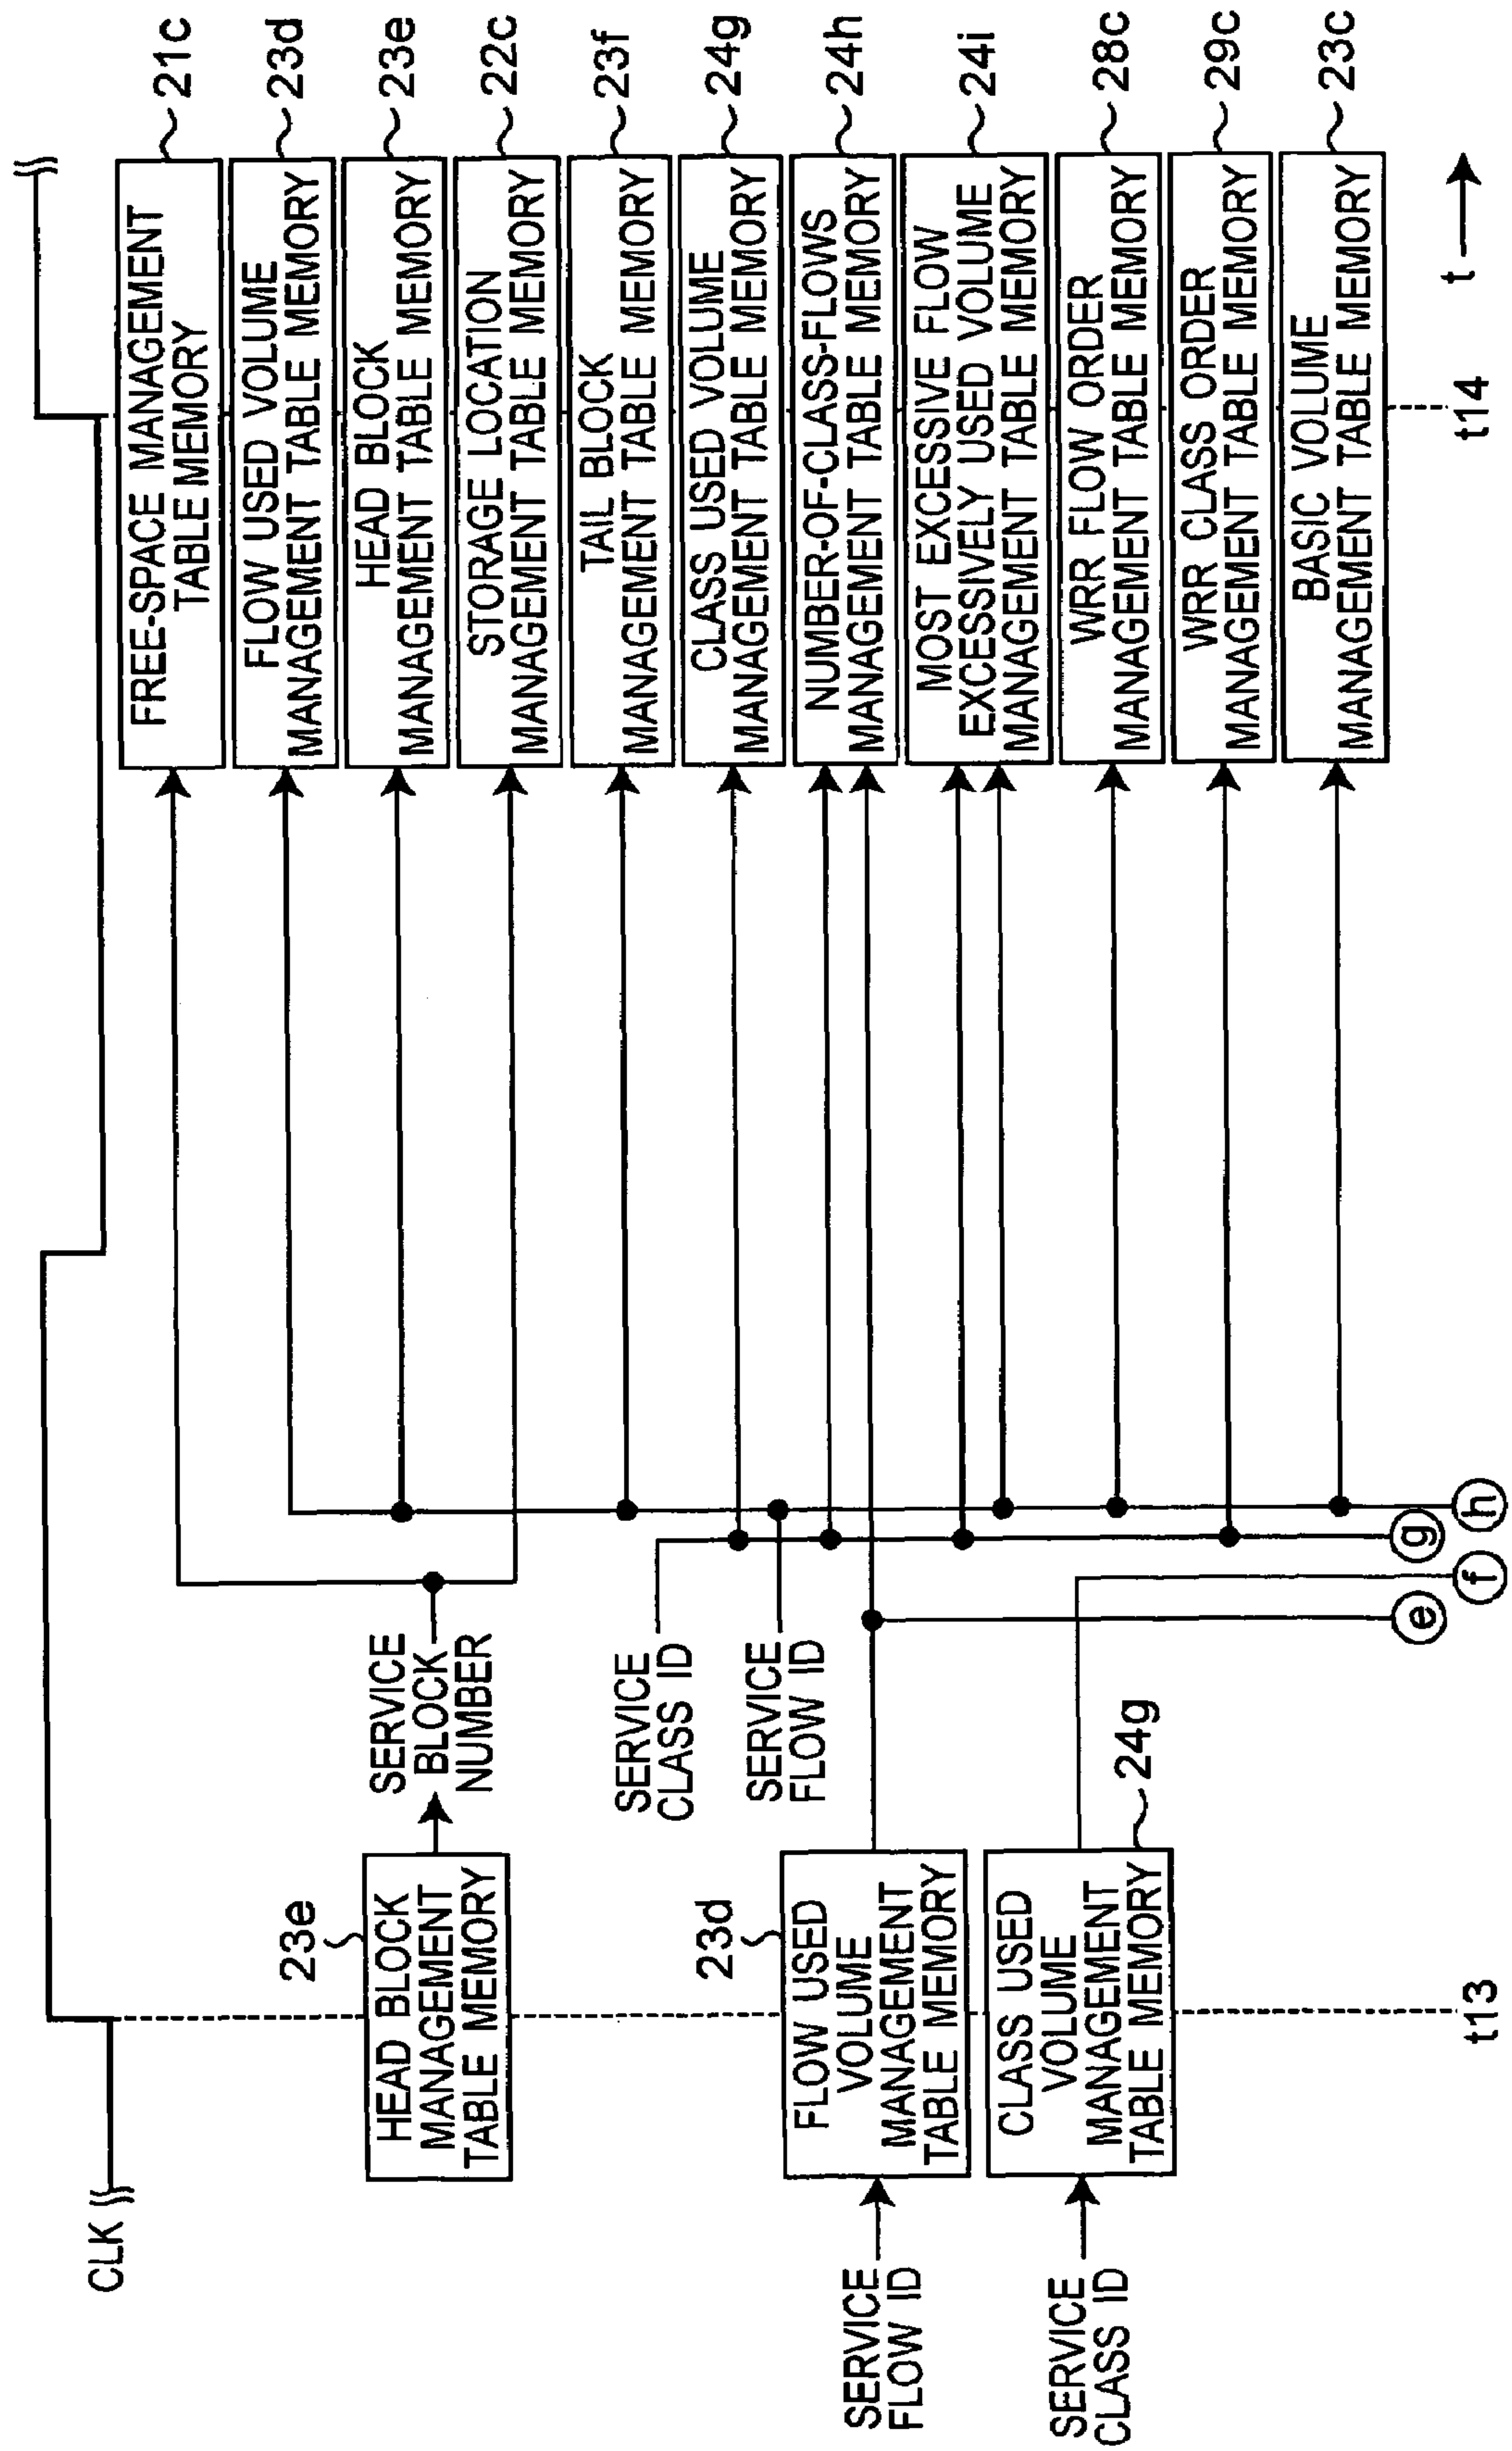 CLK
FREE-SPACE MANAGEMENT
TABLE MEMORY
21c
FLOW USED VOLUME
MANAGEMENT TABLE MEMORY
23d
HEAD BLOCK
MANAGEMENT TABLE MEMORY
23e
STORAGE LOCATION
MANAGEMENT TABLE MEMORY
22c
TAIL BLOCK
MANAGEMENT TABLE MEMORY
23f
CLASS USED VOLUME
MANAGEMENT TABLE MEMORY
24g
NUMBER-OF-CLASS-FLOWS
MANAGEMENT TABLE MEMORY
24h
MOST EXCESSIVE FLOW
EXCESSIVELY USED VOLUME
MANAGEMENT TABLE MEMORY
24i
WRR FLOW ORDER
MANAGEMENT TABLE MEMORY
28c
WRR CLASS ORDER
MANAGEMENT TABLE MEMORY
29c
BASIC VOLUME
MANAGEMENT TABLE MEMORY
23c
23e
HEAD BLOCK
MANAGEMENT
TABLE MEMORY
SERVICE
BLOCK
NUMBER
SERVICE
CLASS ID
SERVICE
FLOW ID
SERVICE
FLOW ID
23d
FLOW USED
VOLUME
MANAGEMENT
TABLE MEMORY
SERVICE
CLASS ID
CLASS USED
VOLUME
MANAGEMENT
TABLE MEMORY
24g
e
f
g
h
t13
t14
t